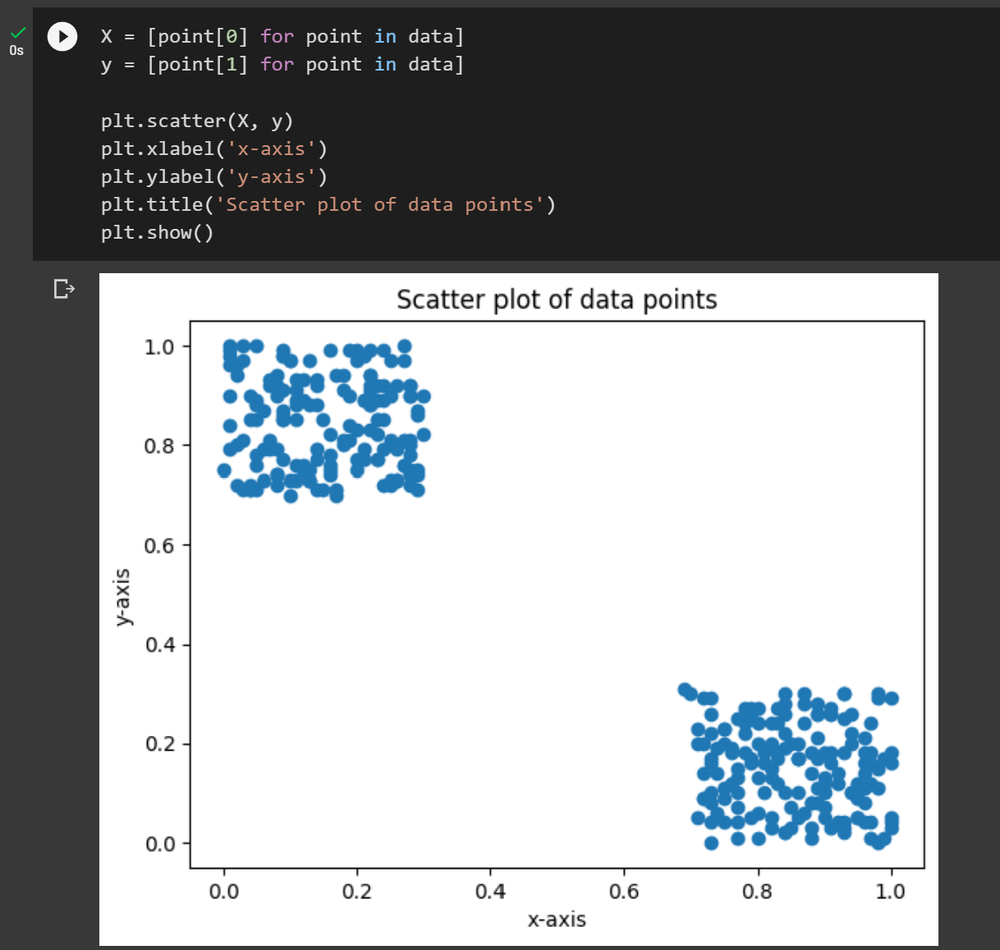 0s
X = [point[0] for point in data]
y = [point[1] for point in data]
plt.scatter(X, y)
plt.xlabel('x-axis')
plt.ylabel('y-axis')
plt.title('Scatter plot of data points')
plt.show()
Scatter plot of data points
1.0
0.8
0.6
0.4
0.2
0.0
y-axis
0.0 0.2 0.4 0.6 0.8 1.0
x-axis